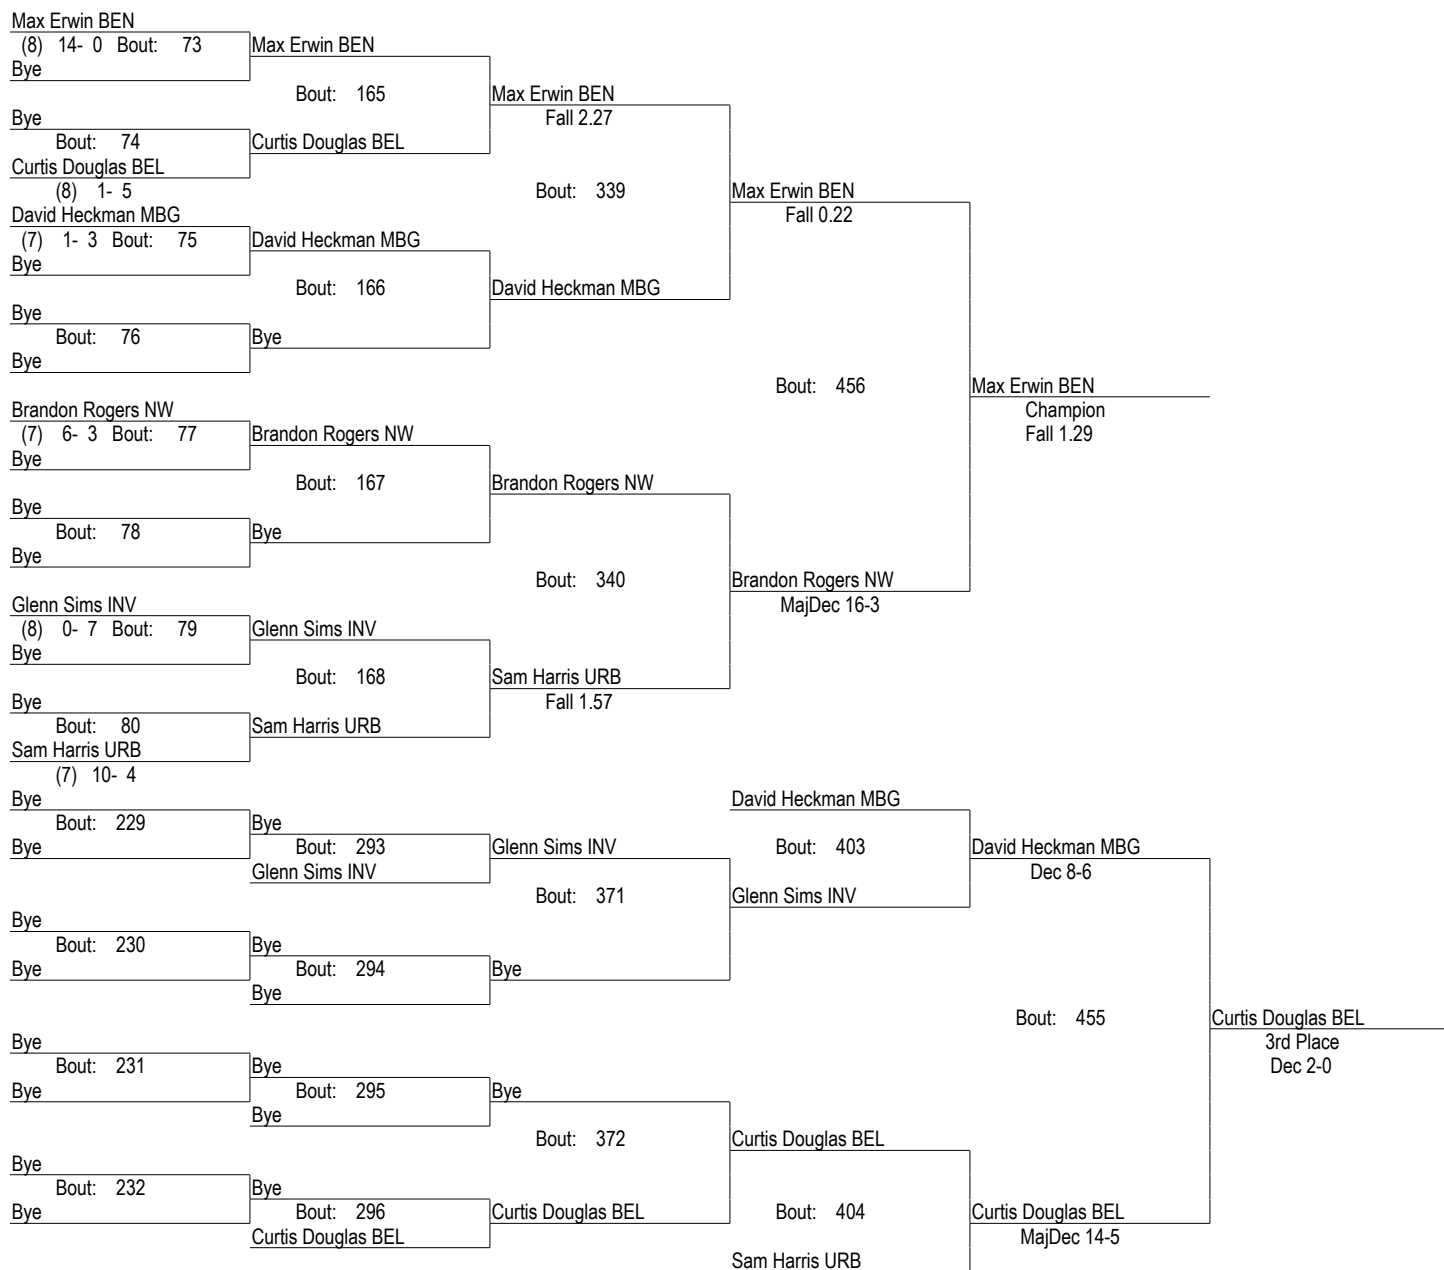 Max Erwin BEN
(8) 14- 0 Bout: 73 Max Erwin BEN
Bye
Bout: 165 Max Erwin BEN
Bye Fall 2.27
Bout: 74 Curtis Douglas BEL
Curtis Douglas BEL
(8) 1- 5 Bout: 339 Max Erwin BEN
David Heckman MBG Fall 0.22
(7) 1- 3 Bout: 75 David Heckman MBG
Bye
Bout: 166 David Heckman MBG
Bye
Bout: 76 Bye
Bye
Bout: 456 Max Erwin BEN
Brandon Rogers NW Champion
(7) 6- 3 Bout: 77 Brandon Rogers NW Fall 1.29
Bye
Bout: 167 Brandon Rogers NW
Bye
Bout: 78 Bye
Bye
Bout: 340 Brandon Rogers NW
Glenn Sims INV MajDec 16-3
(8) 0- 7 Bout: 79 Glenn Sims INV
Bye
Bout: 168 Sam Harris URB
Bye Fall 1.57
Bout: 80 Sam Harris URB
Sam Harris URB
(7) 10- 4
Bye David Heckman MBG
Bout: 229 Bye
Bye Bout: 293 Glenn Sims INV Bout: 403 David Heckman MBG
Glenn Sims INV Dec 8-6
Bout: 371 Glenn Sims INV
Bye
Bout: 230 Bye
Bye Bout: 294 Bye
Bye
Bout: 455 Curtis Douglas BEL
Bye 3rd Place
Bout: 231 Bye Dec 2-0
Bye Bout: 295 Bye
Bye
Bout: 372 Curtis Douglas BEL
Bye
Bout: 232 Bye
Bye Bout: 296 Curtis Douglas BEL Bout: 404 Curtis Douglas BEL
Curtis Douglas BEL MajDec 14-5
Sam Harris URB